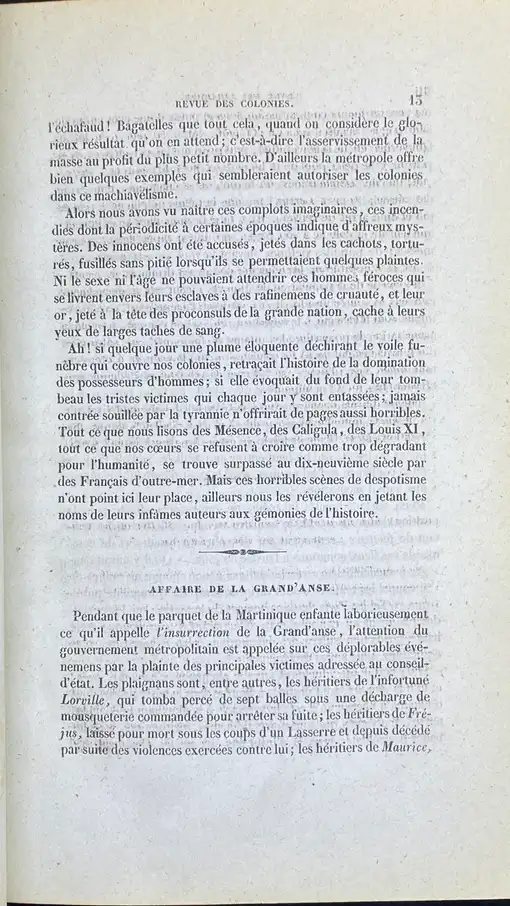 REVUE DES COLONIES. 13
l'échafaud ! Bagatelles que tout cela, quand on considère le glo-
rieux résultat qu'on en attend ; c'est-à-dire l'asservissement de la
masse au profit du plus petit nombre. D'ailleurs la métropole offre
bien quelques exemples qui sembleraient autoriser les colonies
dans ce machiavélisme.
Alors nous avons vu naître ces complots imaginaires, ces incen-
dies dont la périodicité à certaines époques indique d'affreux mys-
tères. Des innocens ont été accusés, jetés dans les cachots, tortu-
rés, fusillés sans pitié lorsqu'ils se permettaient quelques plaintes.
Ni le sexe ni l'âge ne pouvaient attendrir ces hommes féroces qui
se livrent envers leurs esclaves à des rafinemens de cruauté, et leur
or, jeté à la tête des proconsuls de la grande nation, cache à leurs
yeux de larges taches de sang.
Ah ! si quelque jour une plume éloquente déchirant le voile fu-
nèbre qui couvre nos colonies, retraçait l'histoire de la domination
des possesseurs d'hommes ; si elle évoquait du fond de leur tom-
beau les tristes victimes qui chaque jour y sont entassées ; jamais
contrée souillée par la tyrannie n'offrirait de pages aussi horribles.
Tout ce que nous lisons des Mésence, des Caligula, des Louis XI,
tout ce que nos cœurs se refusent à croire comme trop dégradant
pour l'humanité, se trouve surpassé au dix-neuvième siècle par
des Français d'outre-mer. Mais ces horribles scènes de despotisme
n'ont point ici leur place, ailleurs nous les révélerons en jetant les
noms de leurs infâmes auteurs aux gémonies de l'histoire.
AFFAIRE DE LA GRAND'ANSE.
Pendant que le parquet de la Martinique enfante laborieusement
ce qu'il appelle l'insurrection de la Grand'anse, l'attention du
gouvernement métropolitain est appelée sur ces déplorables évé-
nemens par la plainte des principales victimes adressée au conseil-
d'état. Les plaignans sont, entre autres, les héritiers de l'infortuné
Lorville, qui tomba percé de sept balles sous une décharge de
mousqueterie commandée pour arrêter sa fuite ; les héritiers de Fré-
jus, laissé pour mort sous les coups d'un Lasserre et depuis décédé
par suite des violences exercées contre lui ; les héritiers de Maurice,